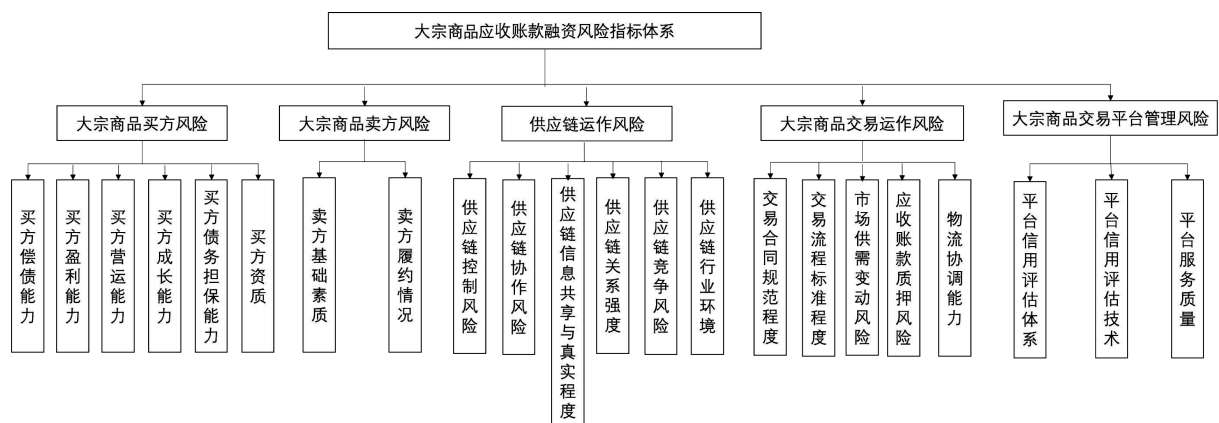 大宗商品应收账款融资风险指标体系
大宗商品买方风险
大宗商品卖方风险
供应链运作风险
大宗商品交易运作风险
大宗商品交易平台管理风险
买方偿债能力
买方盈利能力
买方营运能力
买方成长能力
买方债务担保能力
买方资质
卖方基础素质
卖方履约情况
供应链控制风险
供应链协作风险
供应链信息共享与真实程度
供应链关系强度
供应链竞争风险
供应链行业环境
交易合同规范程度
交易流程标准程度
市场供需变动风险
应收账款质押风险
物流协调能力
平台信用评估体系
平台信用评估技术
平台服务质量